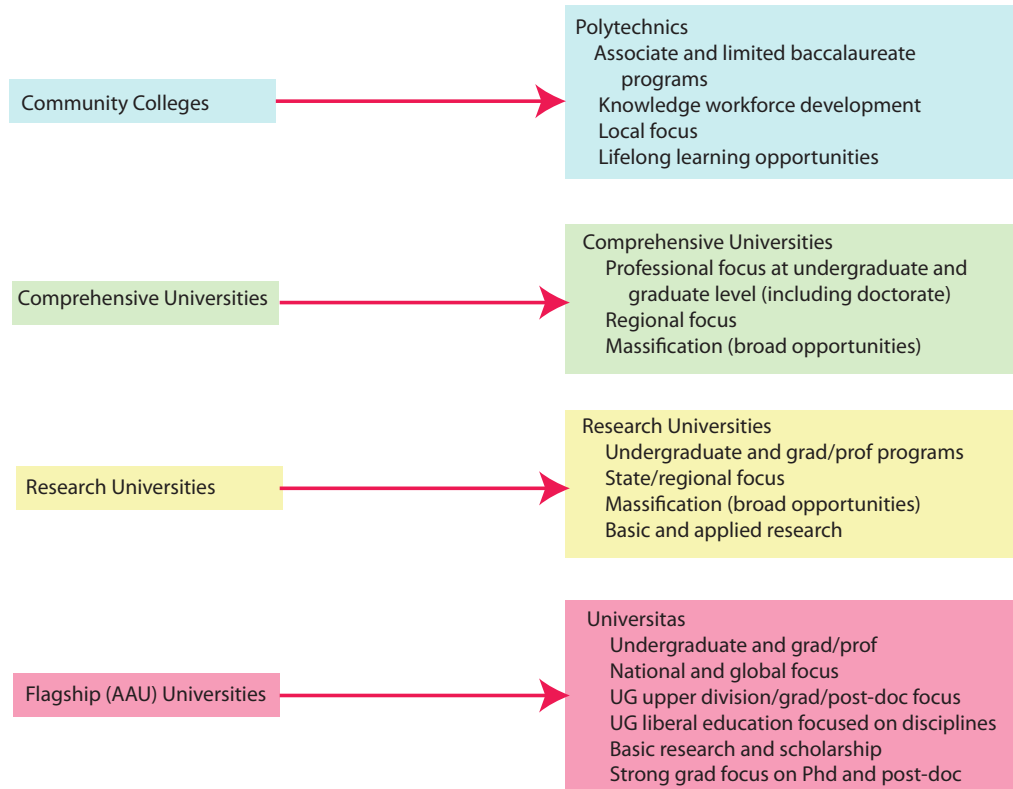 Community Colleges
Polytechnics
Associate and limited baccalaureate
programs
Knowledge workforce development
Local focus
Lifelong learning opportunities
Comprehensive Universities
Comprehensive Universities
Professional focus at undergraduate and
graduate level (including doctorate)
Regional focus
Massification (broad opportunities)
Research Universities
Research Universities
Undergraduate and grad/prof programs
State/regional focus
Massification (broad opportunities)
Basic and applied research
Flagship (AAU) Universities
Universitas
Undergraduate and grad/prof
National and global focus
UG upper division/grad/post-doc focus
UG liberal education focused on disciplines
Basic research and scholarship
Strong grad focus on Phd and post-doc